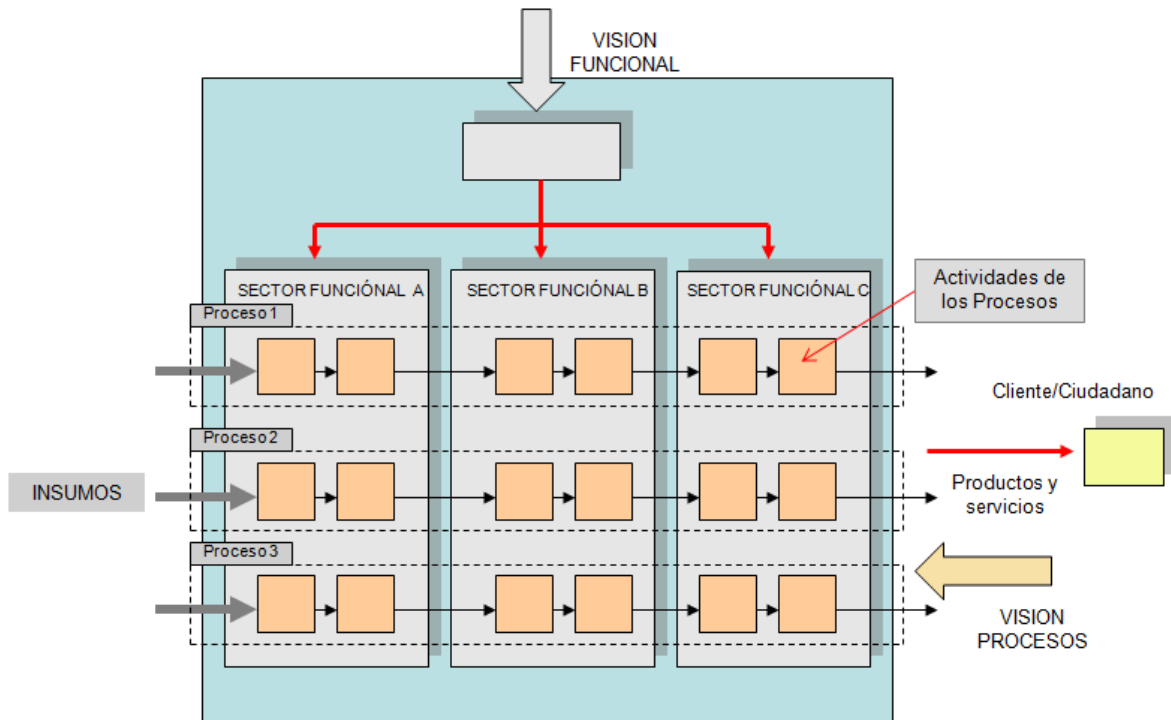 VISION
FUNCIONAL
SECTOR FUNCIÓNAL A
SECTOR FUNCIÓNAL B
SECTOR FUNCIÓNAL C
Actividades de
los Procesos
Proceso 1
Cliente/Ciudadano
Proceso 2
INSUMOS
Productos y
servicios
Proceso 3
VISION
PROCESOS